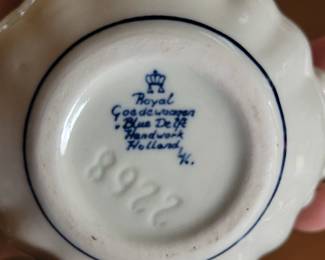 Royal
Goedewaagen
Blue Delft
Handwork
Holland
H.
2268